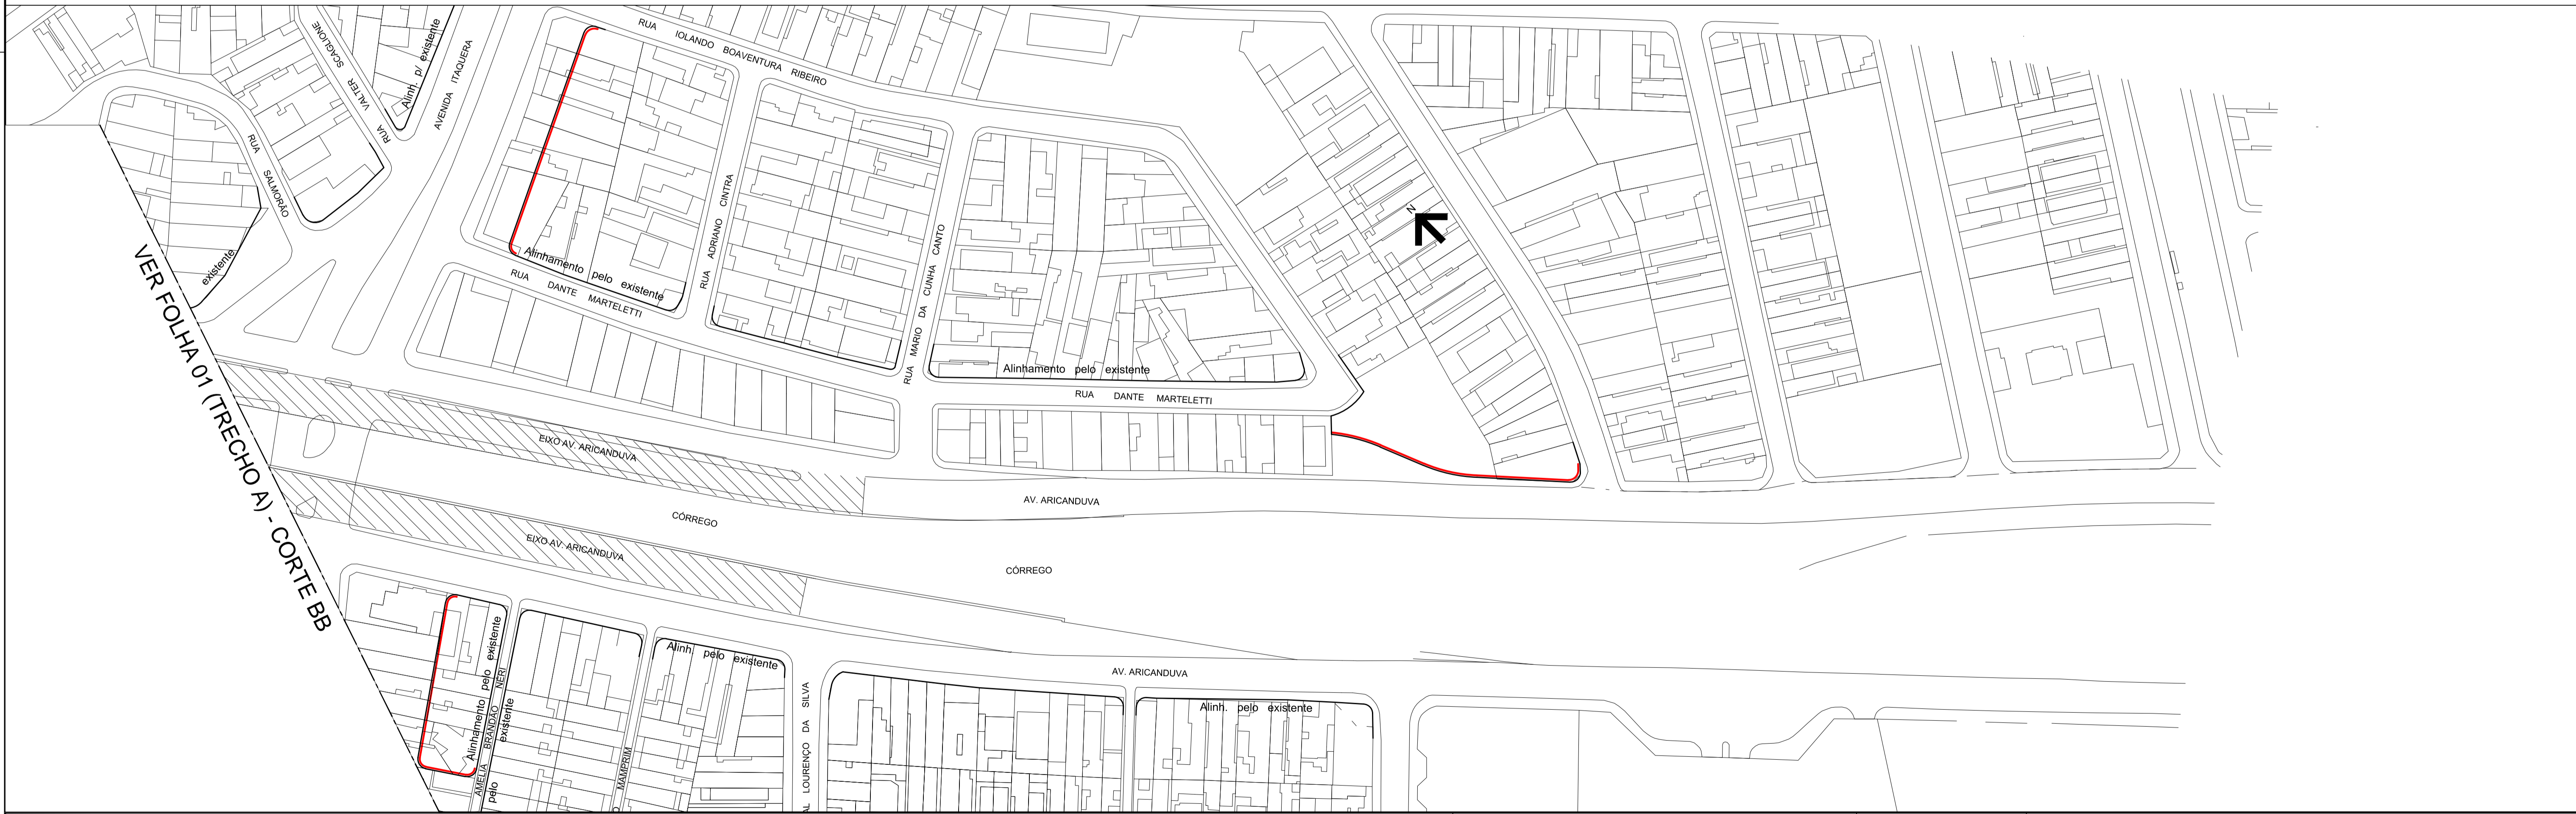 RUA IOLANDO BOAVENTURA RIBEIRO
RUA VALTER SCAGLIONE
Alinh. p/ existente
AVENIDA ITAQUERA
RUA SALMORÃO
existente
RUA ADRIANO CINTRA
RUA MARIO DA CUNHA CANTO
N
Alinhamento pelo existente
RUA DANTE MARTELETTI
Alinhamento pelo existente
RUA DANTE MARTELETTI
VER FOLHA 01 (TRECHO A) - CORTE BB
EIXO AV. ARICANDUVA
AV. ARICANDUVA
CÓRREGO
EIXO AV. ARICANDUVA
CÓRREGO
Alinhamento pelo existente
AMELIA BRANDÃO NERI
pelo existente
O MAMPRIM
Alinh. pelo existente
AL LOURENÇO DA SILVA
AV. ARICANDUVA
Alinh. pelo existente